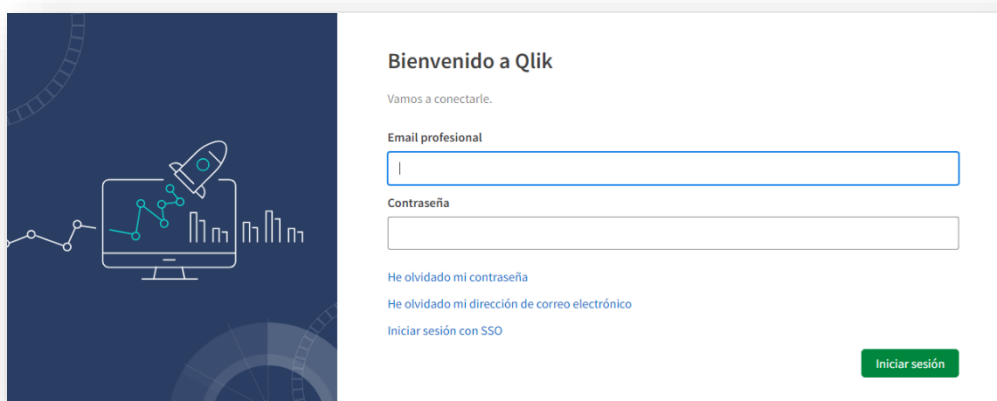 Bienvenido a Qlik
Vamos a conectarle.
Email profesional
Contraseña
He olvidado mi contraseña
He olvidado mi dirección de correo electrónico
Iniciar sesión con SSO
Iniciar sesión